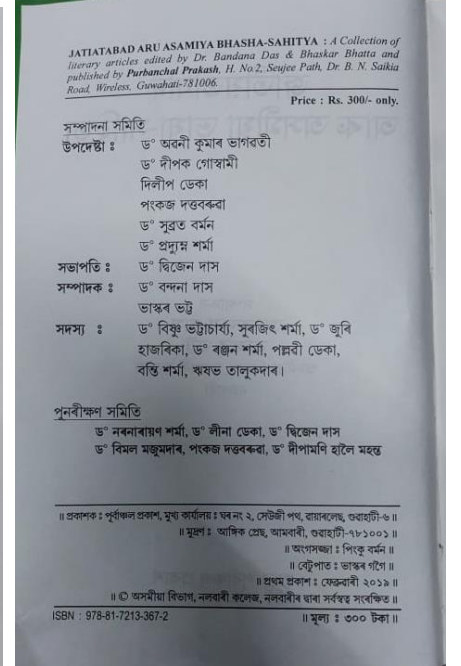 JATIATABAD ARU ASAMIYA BHASHA-SAHITYA : A Collection of
literary articles edited by Dr. Bandana Das & Bhaskar Bhatta and
published by Purbanchal Prakash, H. No.2, Seujee Path, Dr. B. N. Saikia
Road, Wireless, Guwahati-781006.
Price : Rs. 300/- only.
সম্পাদনা সমিতি
উপদেষ্টা ঃ ড° অৱনী কুমাৰ ভাগৱতী
ড° দীপক গোস্বামী
দিলীপ ডেকা
পংকজ দত্তবৰুৱা
ড° সুব্ৰত বৰ্মন
ড° প্ৰদ্যুম্ন শৰ্মা
সভাপতি ঃ ড° দ্বিজেন দাস
সম্পাদক ঃ ড° বন্দনা দাস
ভাস্কৰ ভট্ট
সদস্য ঃ ড° বিষ্ণু ভট্টাচাৰ্য্য, সুৰজিৎ শৰ্মা, ড° জুৰি
হাজৰিকা, ড° ৰঞ্জন শৰ্মা, পল্লৱী ডেকা,
বন্তি শৰ্মা, ঋষভ তালুকদাৰ।
পুনৰীক্ষণ সমিতি
ড° নৰনাৰায়ণ শৰ্মা, ড° লীনা ডেকা, ড° দ্বিজেন দাস
ড° বিমল মজুমদাৰ, পংকজ দত্তবৰুৱা, ড° দীপামণি হালৈ মহন্ত
॥ প্ৰকাশক ঃ পূৰ্বাঞ্চল প্ৰকাশ, মুখ্য কাৰ্যালয় ঃ ঘৰ নং ২, সেউজী পথ, ৱায়াৰলেছ, গুৱাহাটী-৬ ॥
॥ মুদ্ৰণ ঃ আঙ্গিক প্ৰেছ, আমবাৰী, গুৱাহাটী-৭৮১০০১ ॥
॥ অংগসজ্জা ঃ পিংকু বৰ্মন ॥
॥ বেটুপাত ঃ ভাস্কৰ গগৈ ॥
॥ প্ৰথম প্ৰকাশ ঃ ফেব্ৰুৱাৰী ২০১৯ ॥
॥ © অসমীয়া বিভাগ, নলবাৰী কলেজ, নলবাৰীৰ দ্বাৰা সৰ্বস্বত্ব সংৰক্ষিত ॥
ISBN : 978-81-7213-367-2 ॥ মূল্য ঃ ৩০০ টকা ॥